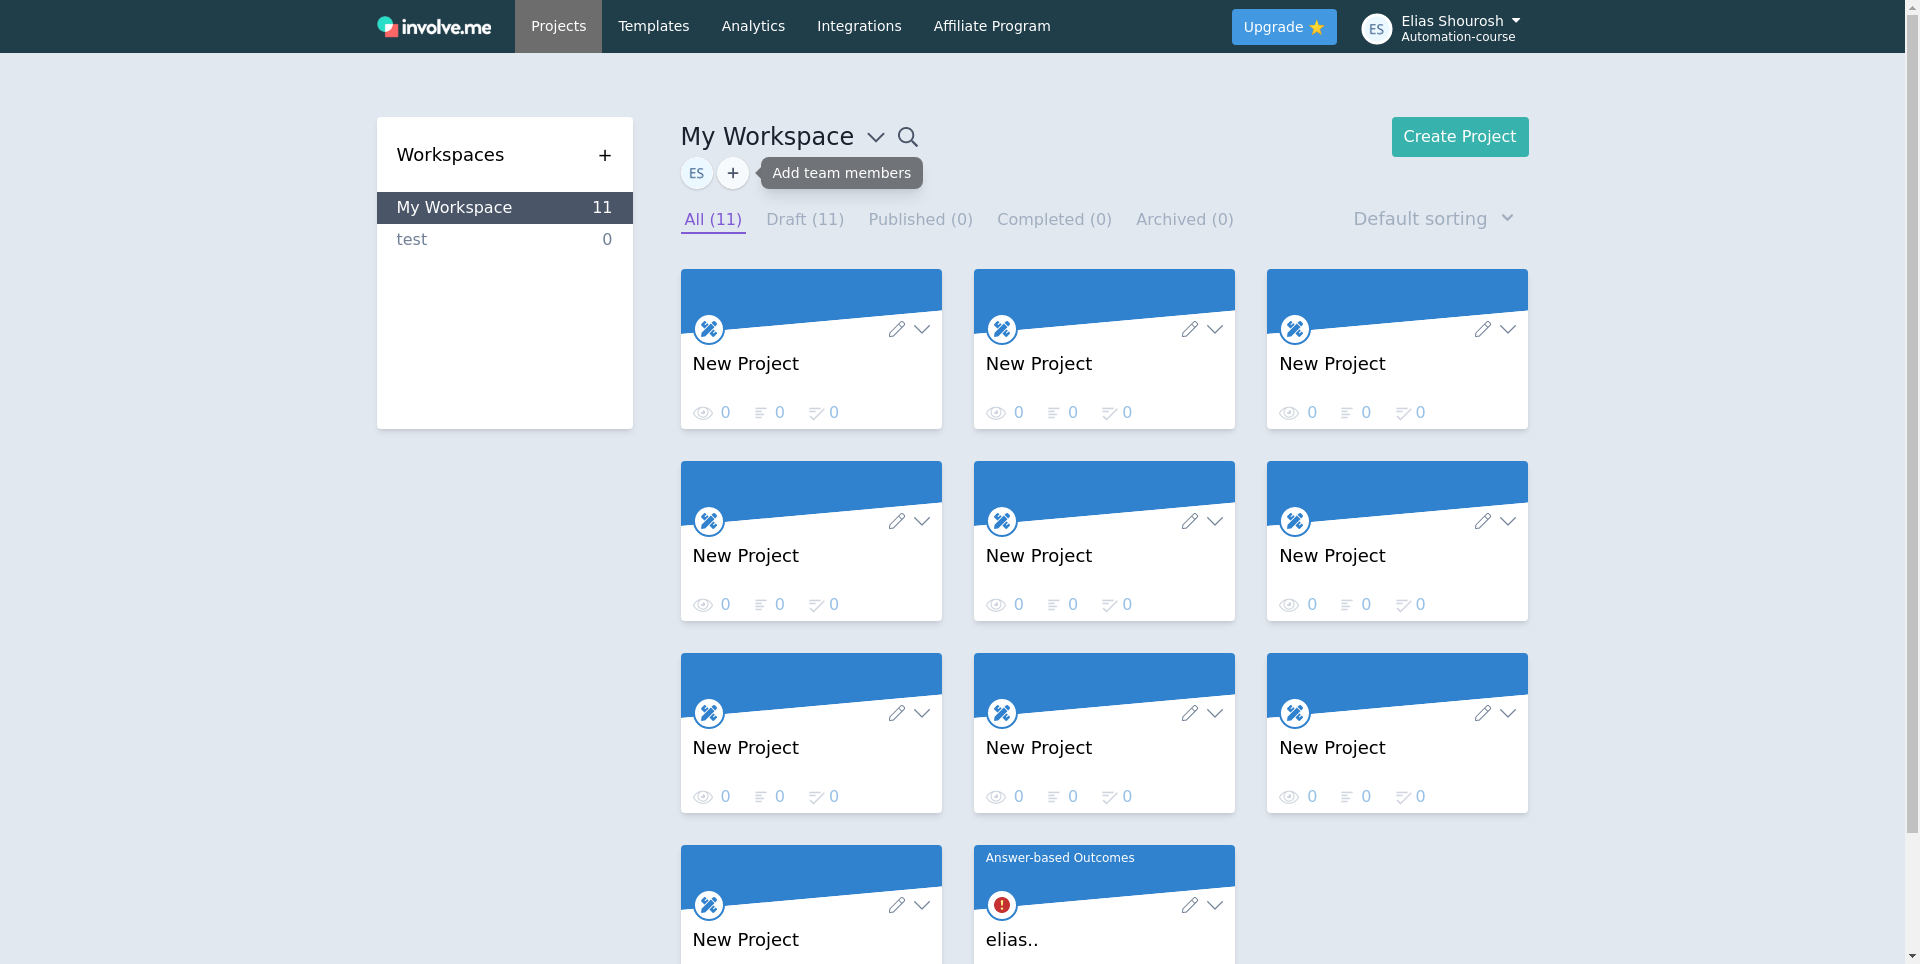 involve.me
Projects
Templates
Analytics
Integrations
Affiliate Program
Upgrade
ES
Elias Shourosh
Automation-course
Workspaces
+
My Workspace 11
test 0
My Workspace
Create Project
ES
+
Add team members
All (11)
Draft (11)
Published (0)
Completed (0)
Archived (0)
Default sorting
New Project
0 0 0
New Project
0 0 0
New Project
0 0 0
New Project
0 0 0
New Project
0 0 0
New Project
0 0 0
New Project
0 0 0
New Project
0 0 0
New Project
0 0 0
New Project
Answer-based Outcomes
elias..